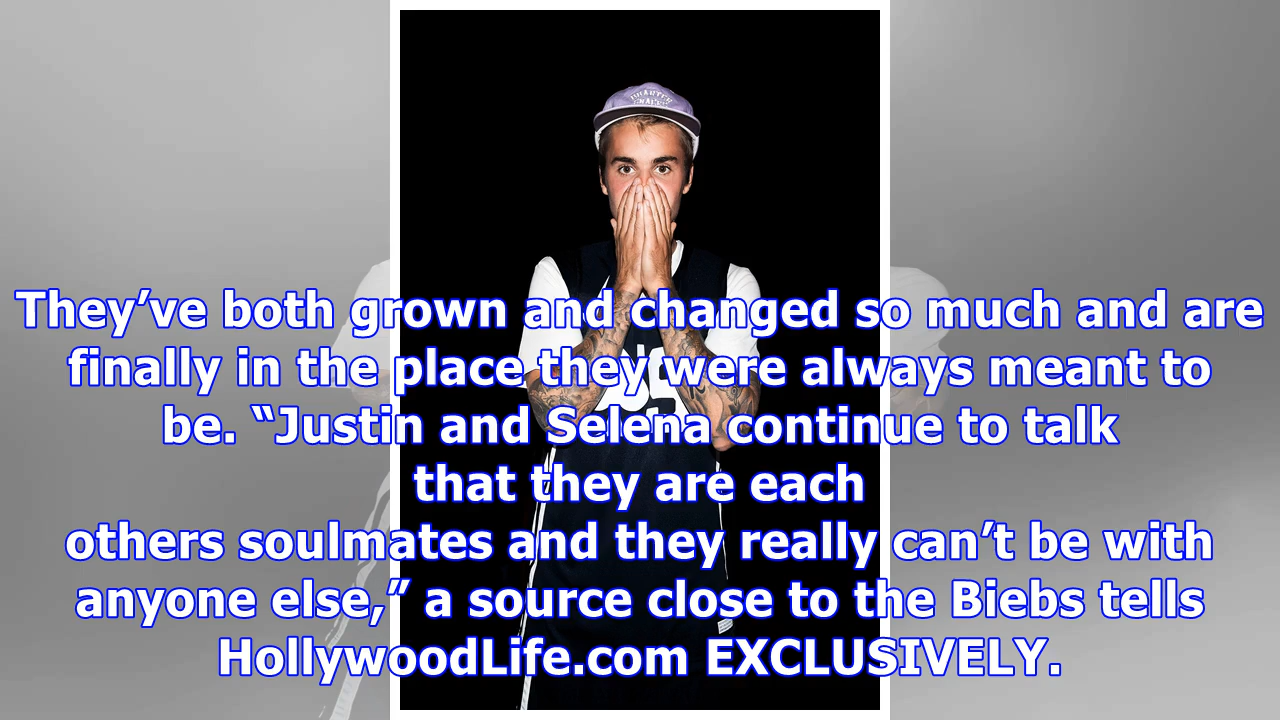 They’ve both grown and changed so much and are
finally in the place they were always meant to
be. “Justin and Selena continue to talk
that they are each
others soulmates and they really can’t be with
anyone else,” a source close to the Biebs tells
HollywoodLife.com EXCLUSIVELY.